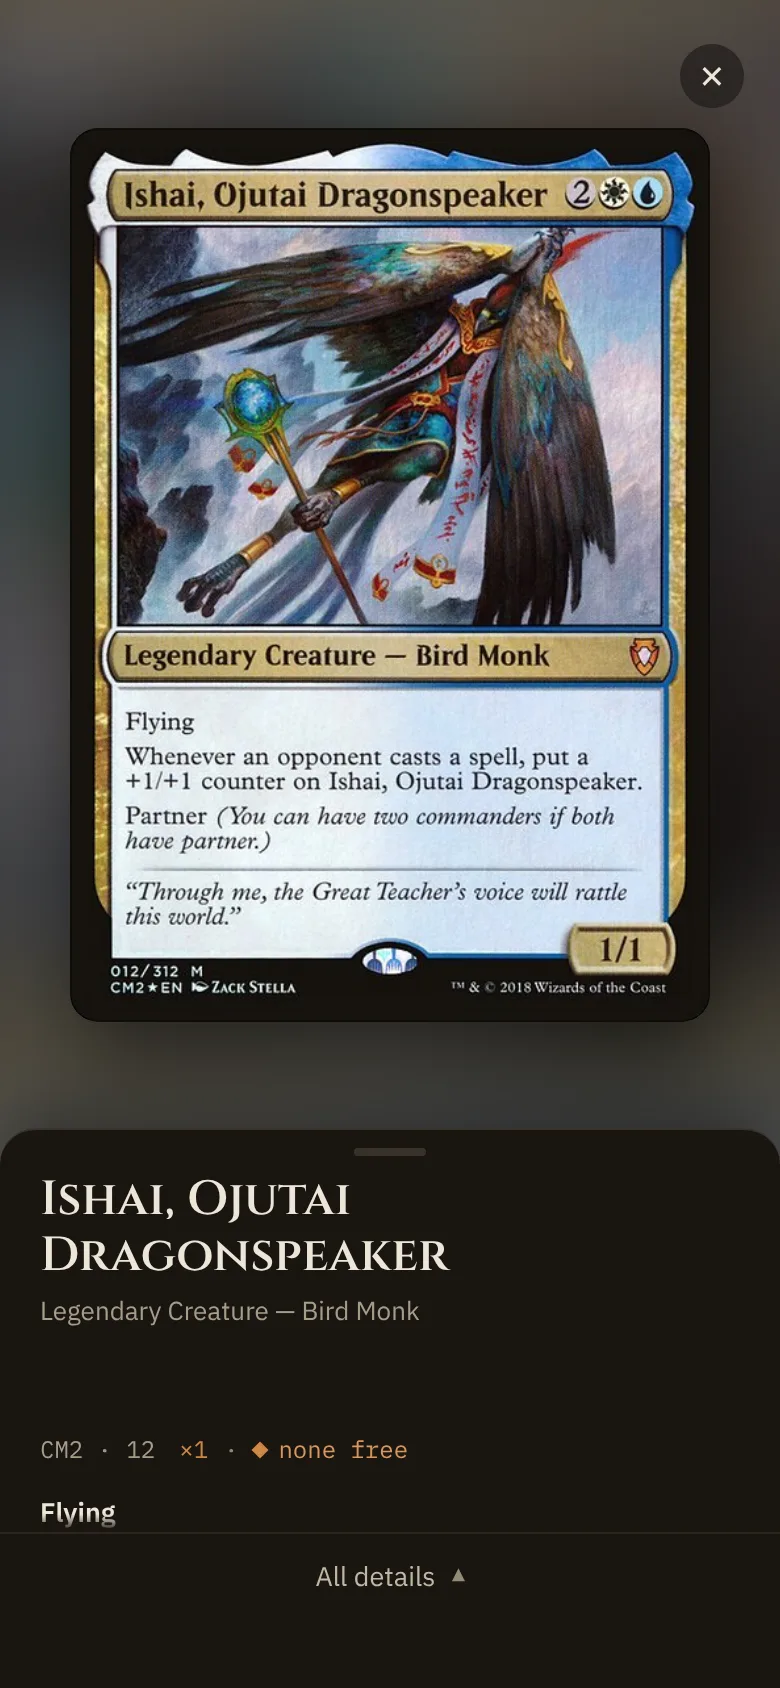 Ishai, Ojutai Dragonspeaker 2
Legendary Creature — Bird Monk
Flying
Whenever an opponent casts a spell, put a
+1/+1 counter on Ishai, Ojutai Dragonspeaker.
Partner (You can have two commanders if both
have partner.)
“Through me, the Great Teacher’s voice will rattle
this world.”
1/1
012/312 M
CM2★EN Zack Stella
™ & © 2018 Wizards of the Coast
Ishai, Ojutai
Dragonspeaker
Legendary Creature — Bird Monk
CM2 · 12 ×1 · ◆ none free
Flying
All details ▲